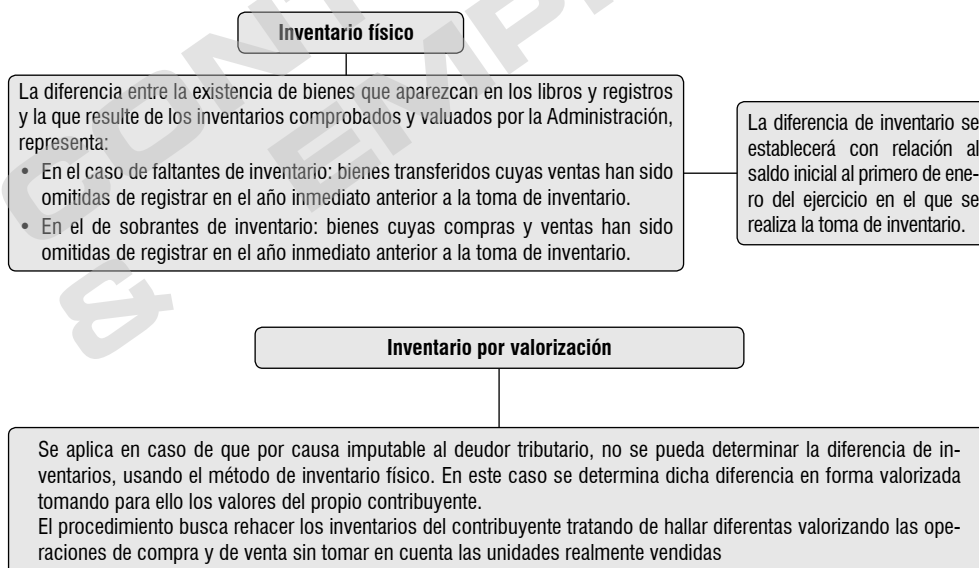 Inventario físico
La diferencia entre la existencia de bienes que aparezcan en los libros y registros
y la que resulte de los inventarios comprobados y valuados por la Administración,
representa:
• En el caso de faltantes de inventario: bienes transferidos cuyas ventas han sido
omitidas de registrar en el año inmediato anterior a la toma de inventario.
• En el de sobrantes de inventario: bienes cuyas compras y ventas han sido
omitidas de registrar en el año inmediato anterior a la toma de inventario.
La diferencia de inventario se
establecerá con relación al
saldo inicial al primero de ene-
ro del ejercicio en el que se
realiza la toma de inventario.
Inventario por valorización
Se aplica en caso de que por causa imputable al deudor tributario, no se pueda determinar la diferencia de in-
ventarios, usando el método de inventario físico. En este caso se determina dicha diferencia en forma valorizada
tomando para ello los valores del propio contribuyente.
El procedimiento busca rehacer los inventarios del contribuyente tratando de hallar diferentas valorizando las ope-
raciones de compra y de venta sin tomar en cuenta las unidades realmente vendidas